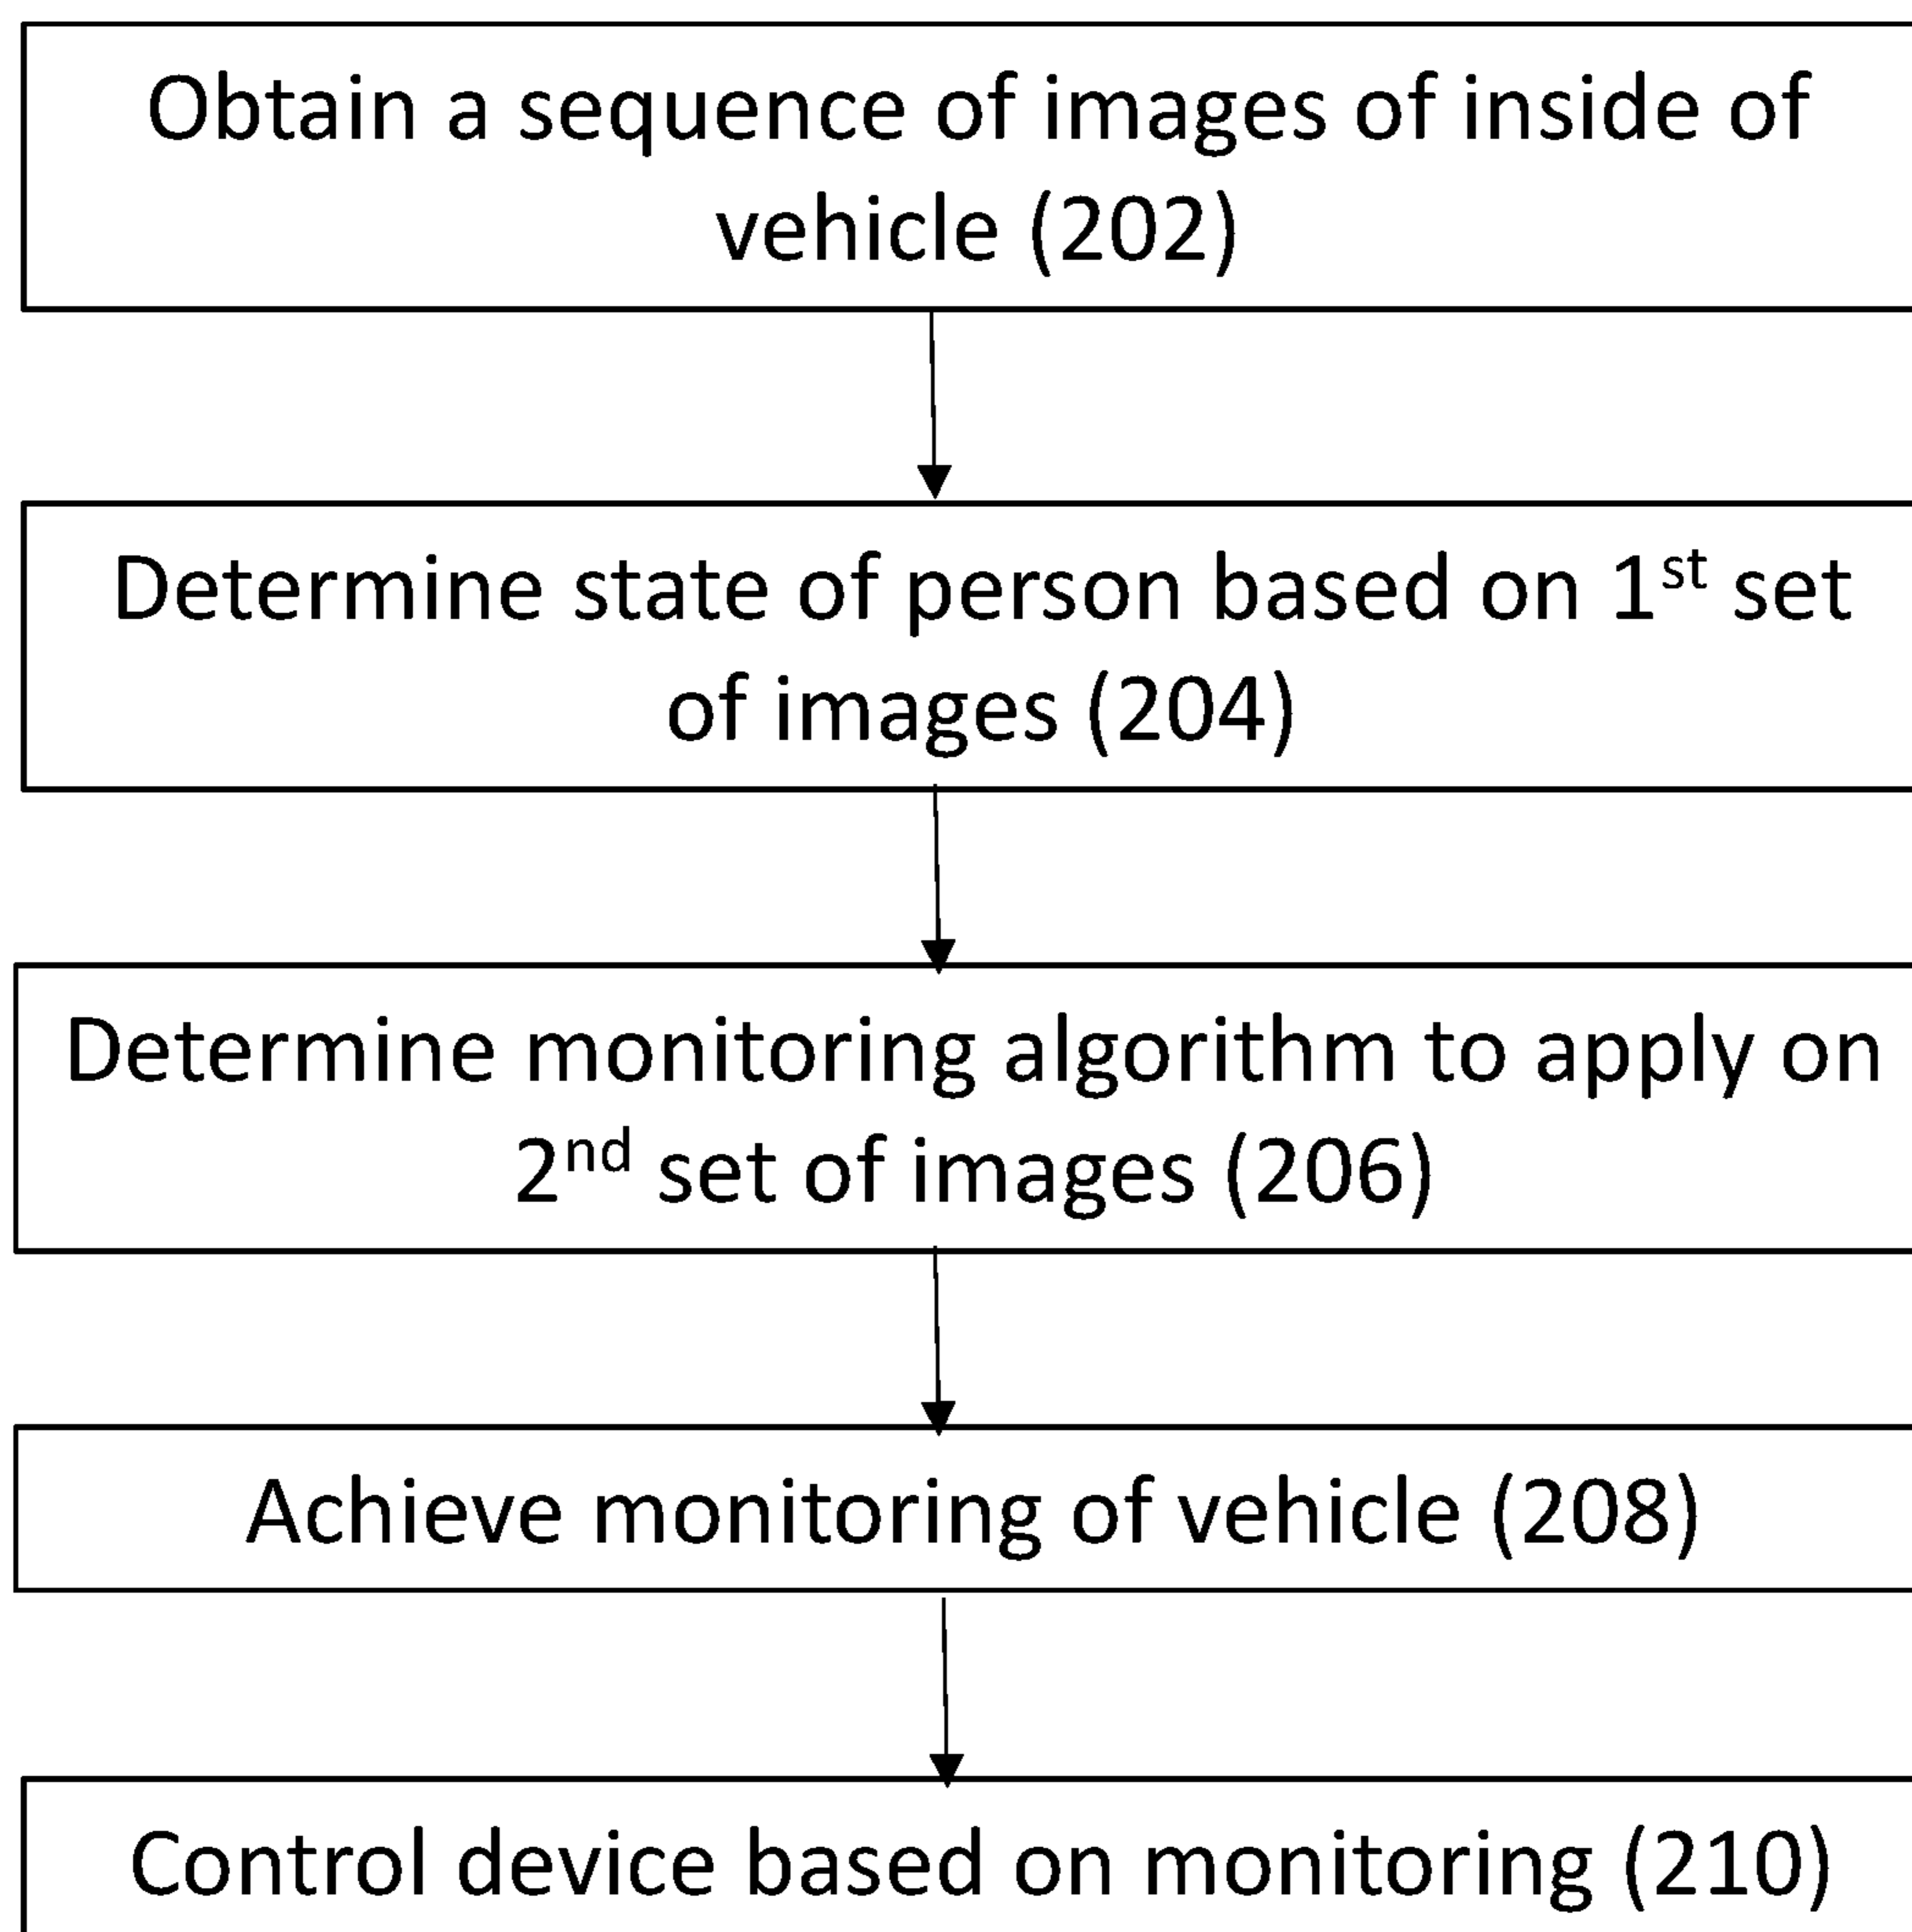 Obtain a sequence of images of inside of
vehicle (202)
Determine state of person based on 1st set
of images (204)
Determine monitoring algorithm to apply on
2nd set of images (206)
Achieve monitoring of vehicle (208)
Control device based on monitoring (210)